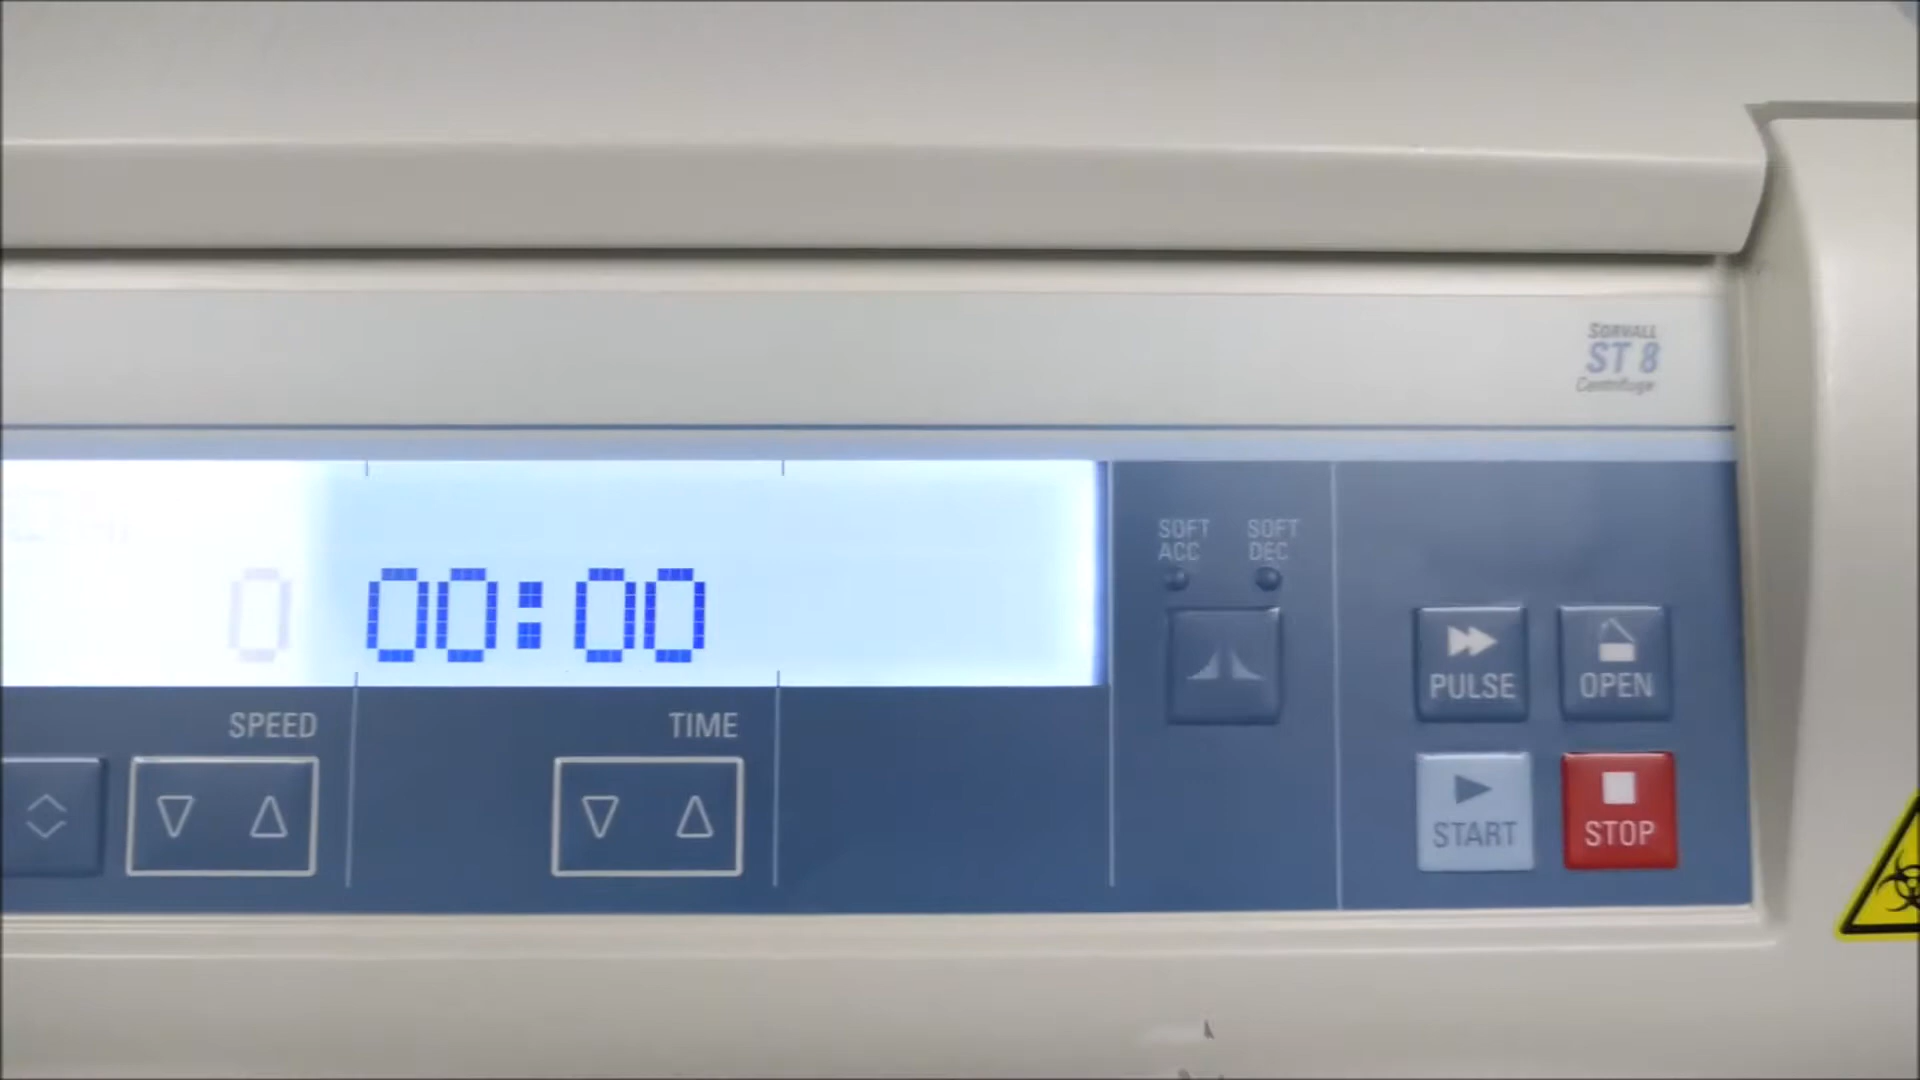 SORVALL
ST 8
Centrifuge
0 00:00
SOFT ACC
SOFT DEC
SPEED
TIME
PULSE
OPEN
START
STOP